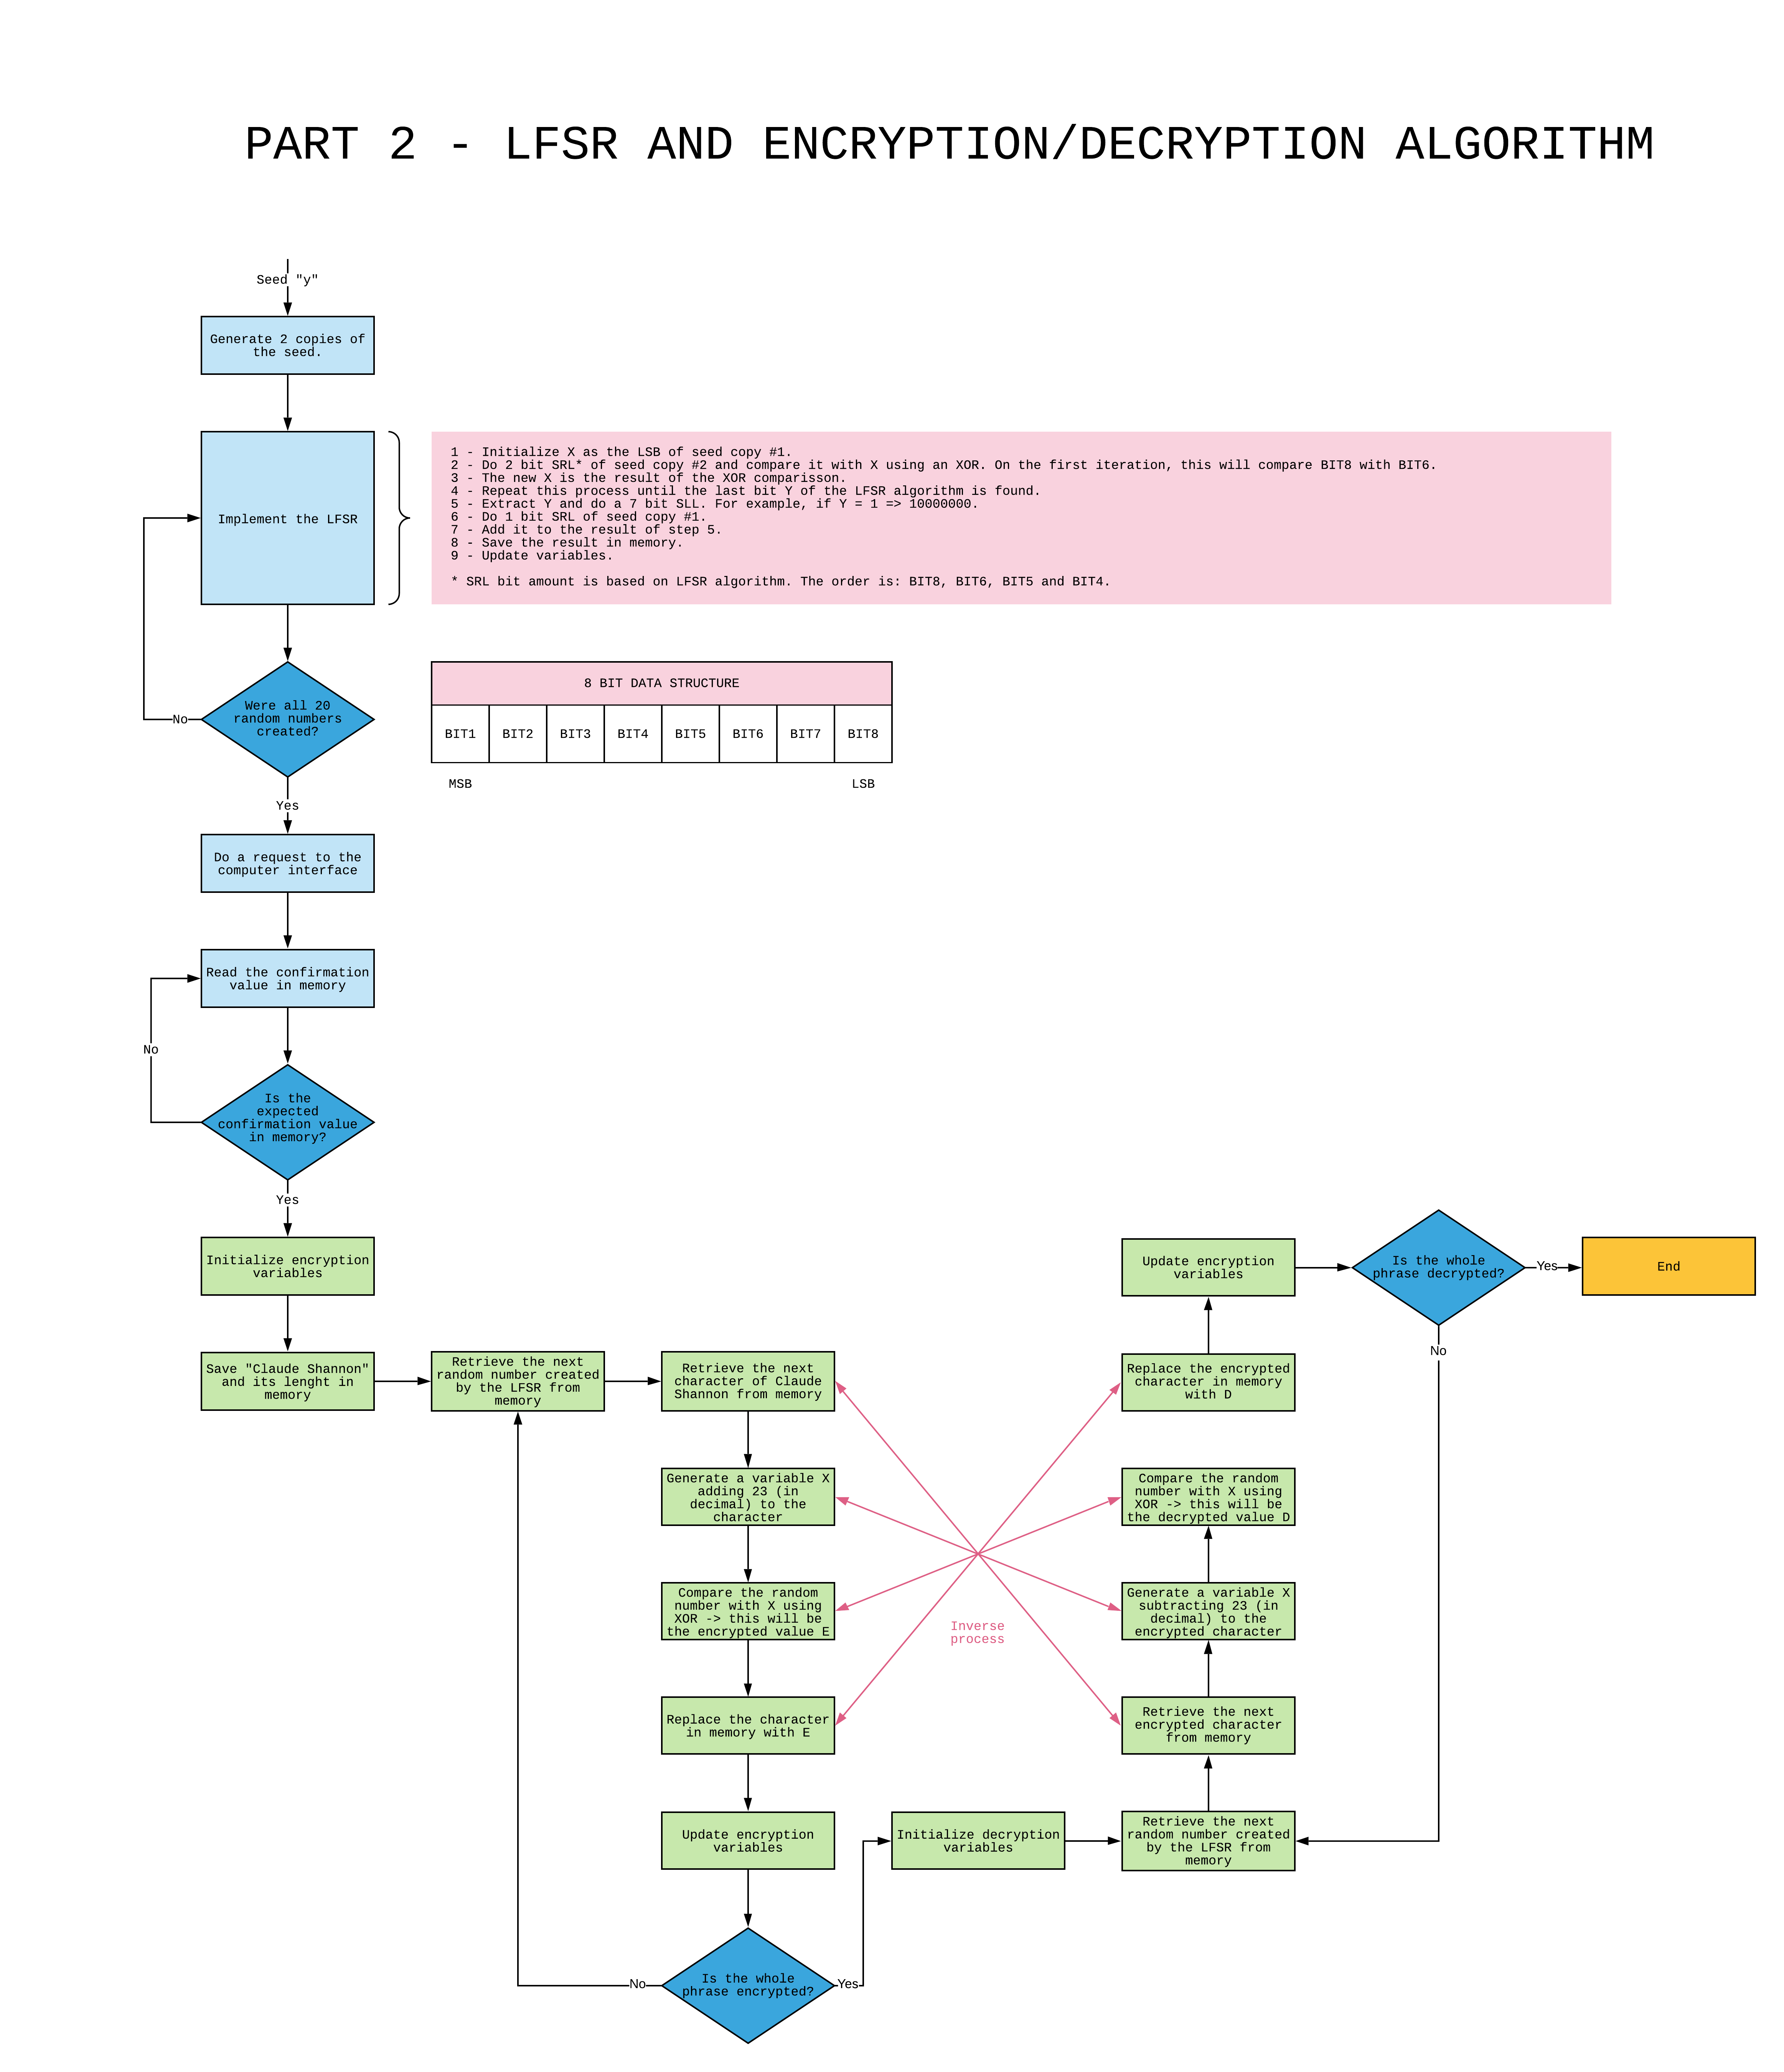 PART 2 - LFSR AND ENCRYPTION/DECRYPTION ALGORITHM
Seed "y"
Generate 2 copies of
the seed.
Implement the LFSR
1 - Initialize X as the LSB of seed copy #1.
2 - Do 2 bit SRL* of seed copy #2 and compare it with X using an XOR. On the first iteration, this will compare BIT8 with BIT6.
3 - The new X is the result of the XOR comparisson.
4 - Repeat this process until the last bit Y of the LFSR algorithm is found.
5 - Extract Y and do a 7 bit SLL. For example, if Y = 1 => 10000000.
6 - Do 1 bit SRL of seed copy #1.
7 - Add it to the result of step 5.
8 - Save the result in memory.
9 - Update variables.
* SRL bit amount is based on LFSR algorithm. The order is: BIT8, BIT6, BIT5 and BIT4.
Were all 20
random numbers
created?
No
Yes
8 BIT DATA STRUCTURE
BIT1 BIT2 BIT3 BIT4 BIT5 BIT6 BIT7 BIT8
MSB LSB
Do a request to the
computer interface
Read the confirmation
value in memory
No
Is the
expected
confirmation value
in memory?
Yes
Initialize encryption
variables
Save "Claude Shannon"
and its lenght in
memory
Retrieve the next
random number created
by the LFSR from
memory
Retrieve the next
character of Claude
Shannon from memory
Generate a variable X
adding 23 (in
decimal) to the
character
Compare the random
number with X using
XOR -> this will be
the encrypted value E
Replace the character
in memory with E
Update encryption
variables
Is the whole
phrase encrypted?
No
Yes
Initialize decryption
variables
Retrieve the next
random number created
by the LFSR from
memory
Retrieve the next
encrypted character
from memory
Generate a variable X
subtracting 23 (in
decimal) to the
encrypted character
Compare the random
number with X using
XOR -> this will be
the decrypted value D
Replace the encrypted
character in memory
with D
Update encryption
variables
Inverse
process
Is the whole
phrase decrypted?
No
Yes
End